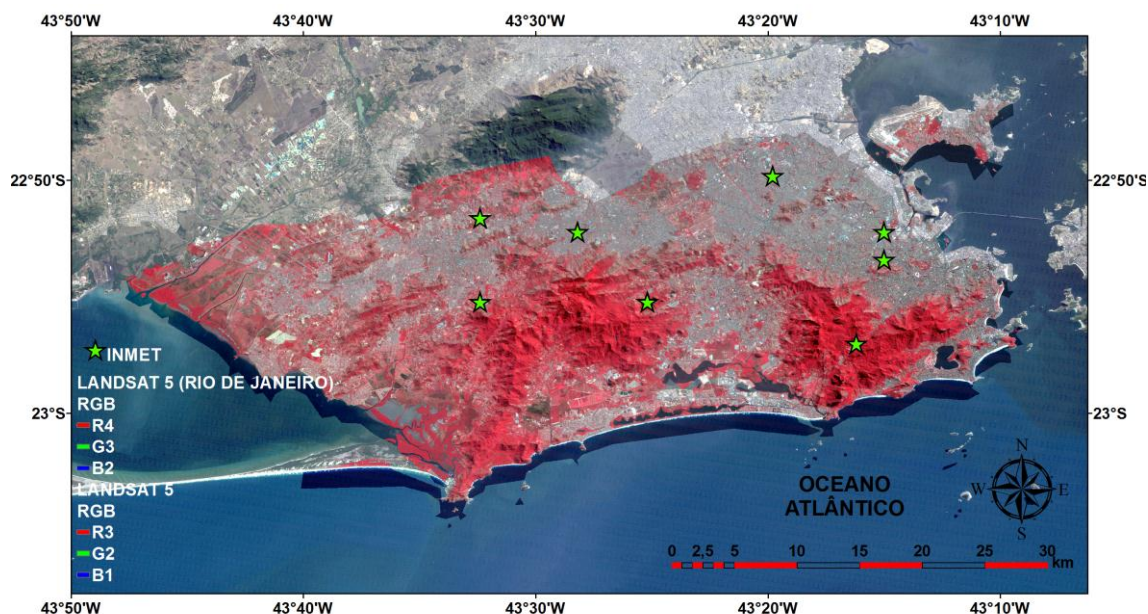 43°50'W 43°40'W 43°30'W 43°20'W 43°10'W
22°50'S 22°50'S
INMET
LANDSAT 5 (RIO DE JANEIRO)
RGB
R4
G3
B2
LANDSAT 5
RGB
R3
G2
B1
23°S 23°S
OCEANO
ATLÂNTICO
N
W E
S
0 2,5 5 10 15 20 25 30
km
43°50'W 43°40'W 43°30'W 43°20'W 43°10'W